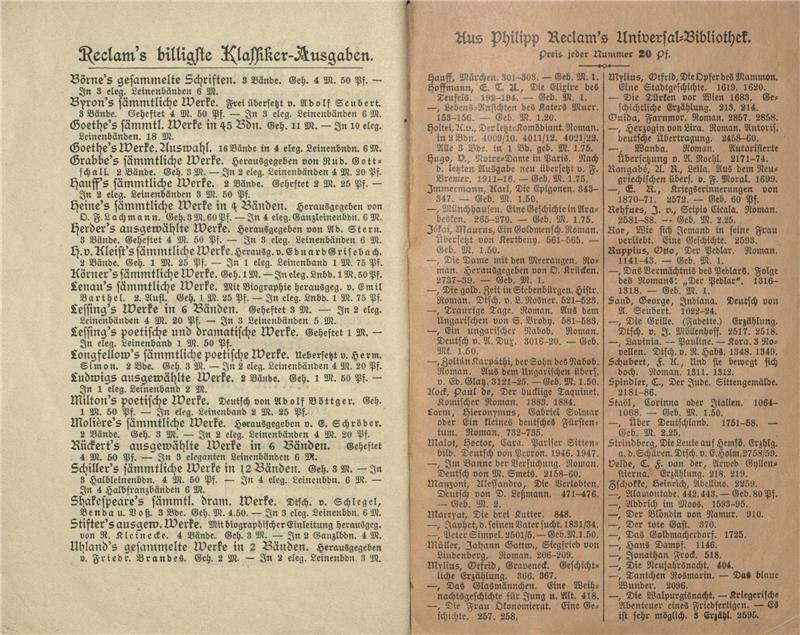 Reclam's billigste Klassiker-Ausgaben.
Börne's gesammelte Schriften. 3 Bände. Geh. 4 M. 50 Pf. —
In 3 eleg. Leinenbänden 6 M.
Byron's sämmtliche Werke. Frei übersetzt v. Adolf Seubert.
3 Bände. Geheftet 4 M. 50 Pf. — In 3 eleg. Leinenbänden 6 M.
Goethe's sämmtl. Werke in 45 Bdn. Geh. 11 M. — In 10 eleg.
Leinenbänden. 18 M.
Goethe's Werke. Auswahl. 16 Bände in 4 eleg. Leinenbdn. 6 M.
Grabbe's sämmtliche Werke. Herausgegeben von Rud. Gott-
schall. 2 Bände. Geh. 3 M. — In 2 eleg. Leinenbänden 4 M. 20 Pf.
Hauff's sämmtliche Werke. 2 Bände. Geheftet 2 M. 25 Pf. —
In 2 eleg. Leinenbänden 3 M. 50 Pf.
Heine's sämmtliche Werke in 4 Bänden. Herausgegeben von
O. F. Lachmann. Geh. 3 M. 60 Pf. — In 4 eleg. Ganzleinenbdn. 6 M.
Herder's ausgewählte Werke. Herausgegeben von Ad. Stern.
3 Bände. Geheftet 4 M. 50 Pf. — In 3 eleg. Leinenbänden 6 M.
H. v. Kleist's sämmtliche Werke. Herausg. v. Eduard Grisebach.
2 Bände. Geh. 1 M. 25 Pf. — In 1 eleg. Leinenband 1 M. 75 Pf.
Körner's sämmtliche Werke. Geh. 1 M. — In eleg. Lnbb. 1 M. 50 Pf.
Lenau's sämmtliche Werke. Mit Biographie herausgeg. v. Emil
Barthel. 2. Aufl. Geh. 1 M. 25 Pf. — In eleg. Lnbb. 1 M. 75 Pf.
Lessing's Werke in 6 Bänden. Geheftet 3 M. — In 2 eleg.
Leinenbänden 4 M. 20 Pf. — In 3 Leinenbänden 5 M.
Lessing's poetische und dramatische Werke. Geheftet 1 M. —
In eleg. Leinenband 1 M. 50 Pf.
Longfellow's sämmtliche poetische Werke. Uebersetzt v. Herm.
Simon. 2 Bde. Geh. 3 M. — In 2 eleg. Leinenbänden 4 M. 20 Pf.
Ludwigs ausgewählte Werke. 2 Bände. Geh. 1 M. 50 Pf. —
In 1 eleg. Leinenband 2 M.
Milton's poetische Werke. Deutsch von Adolf Böttger. Geh.
1 M. 50 Pf. — In eleg. Leinenband 2 M. 25 Pf.
Molière's sämmtliche Werke. Herausgegeben v. E. Schröder.
2 Bände. Geh. 3 M. — In 2 eleg. Leinenbänden 4 M. 20 Pf.
Rückert's ausgewählte Werke in 6 Bänden. Geheftet
4 M. 50 Pf. — In 3 eleganten Leinenbänden 6 M.
Schiller's sämmtliche Werke in 12 Bänden. Geh. 3 M. — In
3 Halbleinenbdn. 4 M. 50 Pf. — In 4 eleg. Leinenbdn. 6 M. —
In 4 Halbfranzbänden 6 M.
Shakespeare's sämmtl. dram. Werke. Dtsch. v. Schlegel,
Benda u. Voß. 3 Bde. Geh. M. 4.50. — In 3 eleg. Leinenbänden 6 M.
Stifter's ausgew. Werke. Mit biographischer Einleitung herausgeg.
von R. Kleinecke. 4 Bände. Geh. 3 M. — In 2 Ganzlbdn. 4 M.
Uhland's gesammelte Werke in 2 Bänden. Herausgegeben
v. Friedr. Brandes. Geh. 2 M. — In 2 eleg. Leinenbänden 3 M.
Aus Philipp Reclam's Universal-Bibliothek.
Preis jeder Nummer 20 Pf.
Hauff, Märchen. 301-303. — Geb. M. 1.
Hoffmann, E. T. A., Die Elixire des
Teufels. 192-194. — Geb. M. 1.
—, Lebens-Ansichten des Katers Murr.
153-156. — Geb. M. 1.20.
Holtei, K. v., Der letzte Komödiant. Roman
in 2 Bdn. 4009/10. 4011/12. 4021/22.
Alle 3 Bde. in 1 Bd. geb. M. 1.75.
Hugo, V., Notre-Dame in Paris. Nach
d. letzten Ausgabe neu übersetzt v. F.
Bremer. 1911-16. — Geb. M. 1.75.
Immermann, Karl, Die Epigonen. 343-
347. — Geb. M. 1.50.
—, Münchhausen. Eine Geschichte in Ara-
besken. 265-270. — Geb. M. 1.75.
Jókai, Maurus, Ein Goldmensch. Roman.
Übersetzt von Kertbeny. 561-565. —
Geb. M. 1.50.
—, Die Dame mit den Meeraugen. Ro-
man. Herausgegeben von O. Krücken.
2737-39. — Geb. M. 1.
—, Die gold. Zeit in Siebenbürgen. Histr.
Roman. Dtsch. v. L. Rosner. 521-523.
—, Traurige Tage. Roman. Aus dem
Ungarischen von S. Brody. 581-583.
—, Ein ungarischer Nabob. Roman.
Deutsch v. A. Dux. 3016-20. — Geb.
M. 1.50.
—, Zoltán Karpáthi, der Sohn des Nabob.
Roman. Aus dem Ungarischen übers.
v. Ed. Glatz. 3121-25. — Geb. M. 1.50.
Kock, Paul de, Der bucklige Taquinet.
Komischer Roman. 1883. 1884.
Lorm, Hieronymus, Gabriel Solmar
oder Ein kleines deutsches Fürsten-
tum. Roman. 732-735.
Malot, Hector, Cara. Pariser Sitten-
bild. Deutsch von Perron. 1946. 1947.
—, Im Banne der Versuchung. Roman.
Deutsch von M. Smets. 2158-60.
Manzoni, Alessandro, Die Verlobten.
Deutsch von D. Leßmann. 471-476.
— Geb. M. 2.
Marryat, Die drei Kutter. 848.
—, Japhet, d. seinen Vater sucht. 1831/34.
—, Peter Simpel. 2501/5. — Geb. M. 1.50.
Müller, Johann Gottw., Siegfried von
Lindenberg. Roman. 206-209.
Mylius, Otfrid, Graveneck. Geschicht-
liche Erzählung. 366. 367.
—, Das Glasmännchen. Eine Weih-
nachtsgeschichte für Jung u. Alt. 418.
—, Die Frau Ökonomierat. Eine Ge-
schichte. 257. 258.
Mylius, Otfrid, Die Opfer des Mammon.
Eine Stadtgeschichte. 1619. 1620.
—, Die Türken vor Wien 1683. Ge-
schichtliche Erzählung. 213. 214.
Ouida, Farnmor. Roman. 2857. 2858.
—, Herzogin von Lira. Roman. Autoris.
deutsche Übertragung. 2458-60.
—, Wanda. Roman. Autorisierte
Übersetzung v. A. Roehl. 2171-74.
Rangabé, A. R., Leila. Aus dem Neu-
griechischen übers. v. F. Moral. 1699.
—, E. R., Kriegserinnerungen von
1870-71. 2572. — Geb. 60 Pf.
Rehfues, J. v., Scipio Cicala. Roman.
2581-88. — Geb. M. 2.25.
Roe, Wie sich Jemand in seine Frau
verliebt. Eine Geschichte. 2593.
Ruppius, Otto, Der Pedlar. Roman.
1141-43. — Geb. M. 1.
—, Das Vermächtnis des Pedlars. Folge
des Romans: „Der Pedlar". 1316-
1318. — Geb. M. 1.
Sand, George, Indiana. Deutsch von
A. Seubert. 1022-24.
—, Die Grille. (Fadette.) Erzählung.
Dtsch. v. J. Möllenhoff. 2517. 2518.
—, Lavinia. — Pauline. — Kora. 3 No-
vellen. Dtsch. v. R. Habs. 1348. 1349.
Schubert, F. K., Und sie bewegt sich
doch. Roman. 1311. 1312.
Spindler, C., Der Jude. Sittengemälde.
2181-86.
Staël, Corinna oder Italien. 1064-
1068. — Geb. M. 1.50.
—, Über Deutschland. 1751-58. —
Geb. M. 2.25.
Strindberg, Die Leute auf Hemsö. Erzhlg.
a. d. Schären. Dtsch. v. E. Holm. 2758/59.
Velde, C. F. van der, Arwed Gyllen-
stierna. Erzählung. 218. 219.
Zschokke, Heinrich, Abellino. 2259.
—, Alamontade. 442. 443. — Geb. 80 Pf.
—, Addrich im Moos. 1593-95.
—, Der Blondin von Namur. 910.
—, Der tote Gast. 370.
—, Das Goldmacherdorf. 1725.
—, Hans Dampf. 1146.
—, Jonathan Frock. 518.
—, Die Neujahrsnacht. 404.
—, Tantchen Rosmarin. — Das blaue
Wunder. 2096.
—, Die Walpurgisnacht. — Kriegerische
Abenteuer eines Friedfertigen. — Es
ist sehr möglich. 3 Erzähl. 2595.